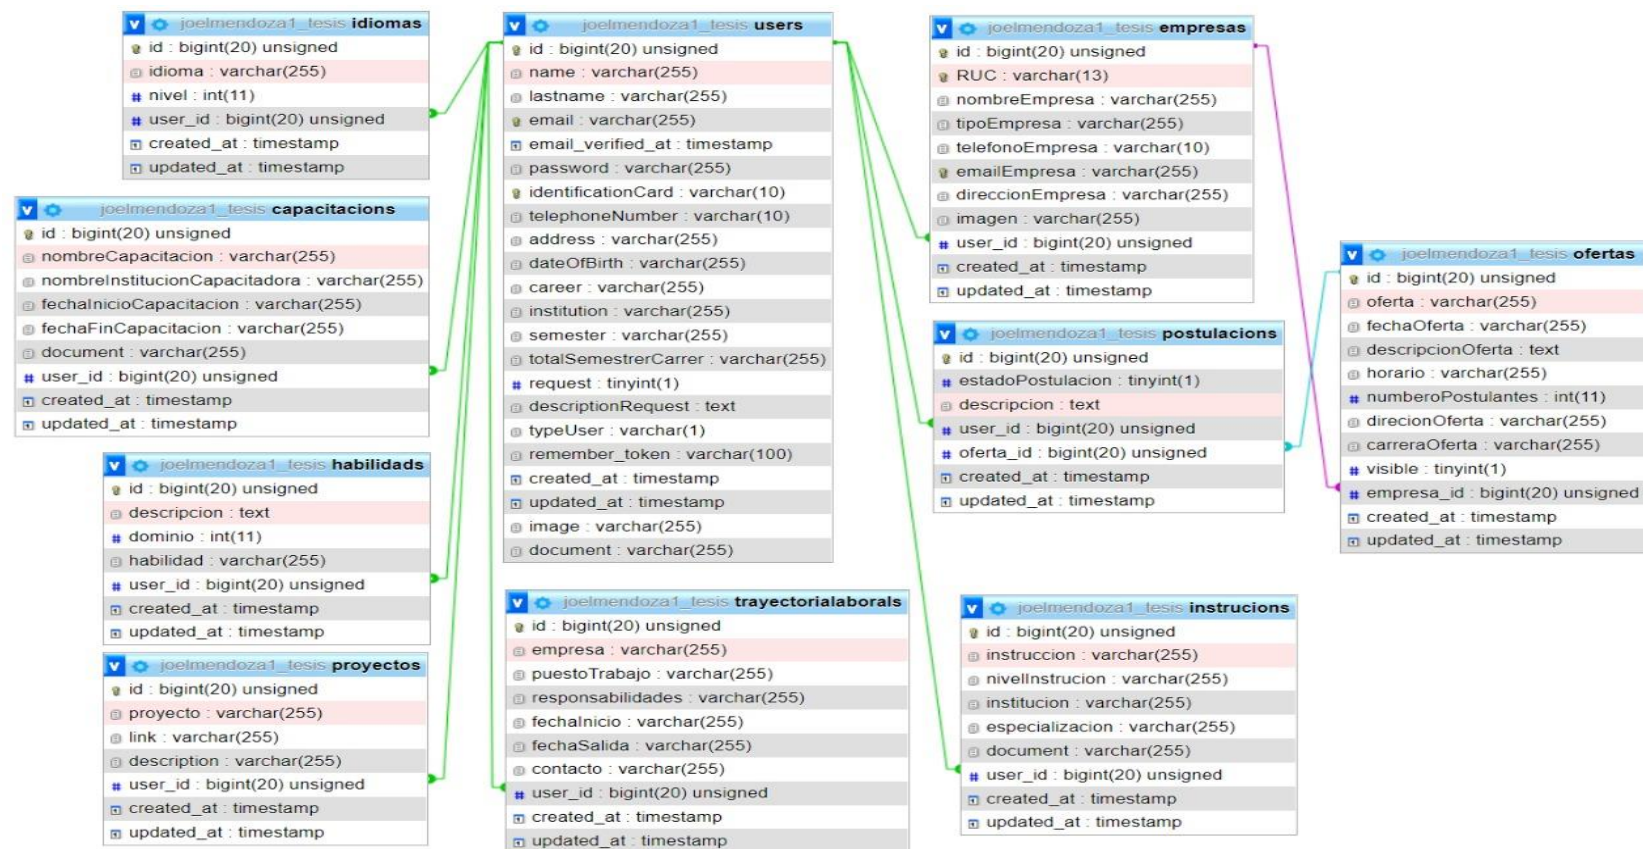 joelmendoza1_tesis idiomas
id : bigint(20) unsigned
idioma : varchar(255)
nivel : int(11)
user_id : bigint(20) unsigned
created_at : timestamp
updated_at : timestamp
joelmendoza1_tesis capacitacions
id : bigint(20) unsigned
nombreCapacitacion : varchar(255)
nombreInstitucionCapacitadora : varchar(255)
fechaInicioCapacitacion : varchar(255)
fechaFinCapacitacion : varchar(255)
document : varchar(255)
user_id : bigint(20) unsigned
created_at : timestamp
updated_at : timestamp
joelmendoza1_tesis habilidads
id : bigint(20) unsigned
descripcion : text
dominio : int(11)
habilidad : varchar(255)
user_id : bigint(20) unsigned
created_at : timestamp
updated_at : timestamp
joelmendoza1_tesis proyectos
id : bigint(20) unsigned
proyecto : varchar(255)
link : varchar(255)
description : varchar(255)
user_id : bigint(20) unsigned
created_at : timestamp
updated_at : timestamp
joelmendoza1_tesis users
id : bigint(20) unsigned
name : varchar(255)
lastname : varchar(255)
email : varchar(255)
email_verified_at : timestamp
password : varchar(255)
identificationCard : varchar(10)
telephoneNumber : varchar(10)
address : varchar(255)
dateOfBirth : varchar(255)
career : varchar(255)
institution : varchar(255)
semester : varchar(255)
totalSemestrerCarrer : varchar(255)
request : tinyint(1)
descriptionRequest : text
typeUser : varchar(1)
remember_token : varchar(100)
created_at : timestamp
updated_at : timestamp
image : varchar(255)
document : varchar(255)
joelmendoza1_tesis trayectorialaborals
id : bigint(20) unsigned
empresa : varchar(255)
puestoTrabajo : varchar(255)
responsabilidades : varchar(255)
fechaInicio : varchar(255)
fechaSalida : varchar(255)
contacto : varchar(255)
user_id : bigint(20) unsigned
created_at : timestamp
updated_at : timestamp
joelmendoza1_tesis empresas
id : bigint(20) unsigned
RUC : varchar(13)
nombreEmpresa : varchar(255)
tipoEmpresa : varchar(255)
telefonoEmpresa : varchar(10)
emailEmpresa : varchar(255)
direccionEmpresa : varchar(255)
imagen : varchar(255)
user_id : bigint(20) unsigned
created_at : timestamp
updated_at : timestamp
joelmendoza1_tesis postulacions
id : bigint(20) unsigned
estadoPostulacion : tinyint(1)
descripcion : text
user_id : bigint(20) unsigned
oferta_id : bigint(20) unsigned
created_at : timestamp
updated_at : timestamp
joelmendoza1_tesis instrucions
id : bigint(20) unsigned
instruccion : varchar(255)
nivelInstrucion : varchar(255)
institucion : varchar(255)
especializacion : varchar(255)
document : varchar(255)
user_id : bigint(20) unsigned
created_at : timestamp
updated_at : timestamp
joelmendoza1_tesis ofertas
id : bigint(20) unsigned
oferta : varchar(255)
fechaOferta : varchar(255)
descripcionOferta : text
horario : varchar(255)
numberoPostulantes : int(11)
direcionOferta : varchar(255)
carreraOferta : varchar(255)
visible : tinyint(1)
empresa_id : bigint(20) unsigned
created_at : timestamp
updated_at : timestamp